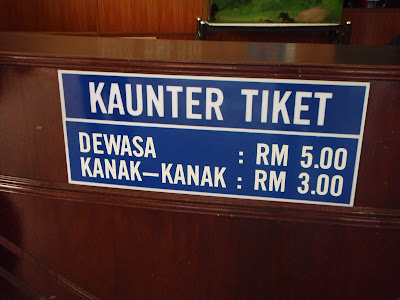 KAUNTER TIKET
DEWASA : RM 5.00
KANAK–KANAK : RM 3.00